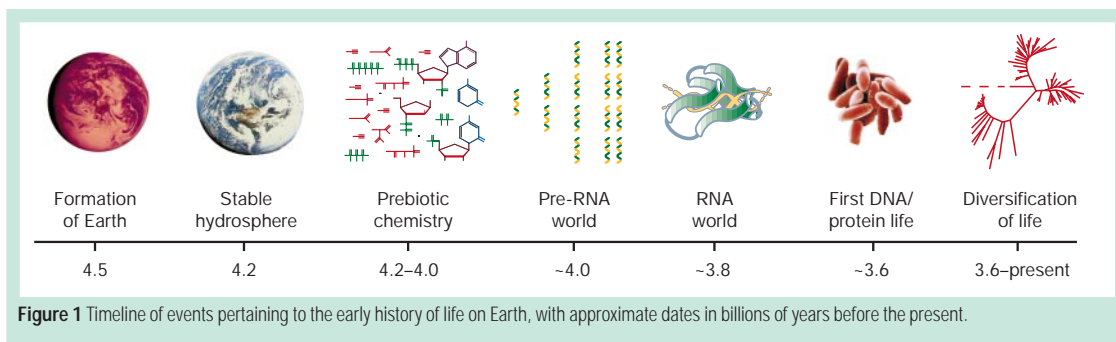 Formation
of Earth
Stable
hydrosphere
Prebiotic
chemistry
Pre-RNA
world
RNA
world
First DNA/
protein life
Diversification
of life
4.5
4.2
4.2–4.0
~4.0
~3.8
~3.6
3.6–present
Figure 1 Timeline of events pertaining to the early history of life on Earth, with approximate dates in billions of years before the present.